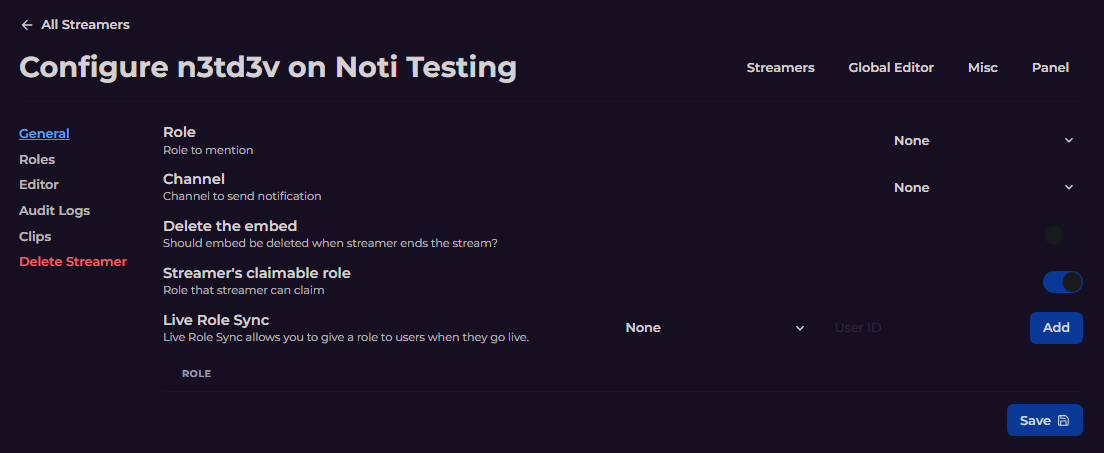 All Streamers
Configure n3td3v on Noti Testing
Streamers Global Editor Misc Panel
General
Roles
Editor
Audit Logs
Clips
Delete Streamer
Role
Role to mention
None
Channel
Channel to send notification
None
Delete the embed
Should embed be deleted when streamer ends the stream?
Streamer's claimable role
Role that streamer can claim
Live Role Sync
Live Role Sync allows you to give a role to users when they go live.
None User ID Add
ROLE
Save